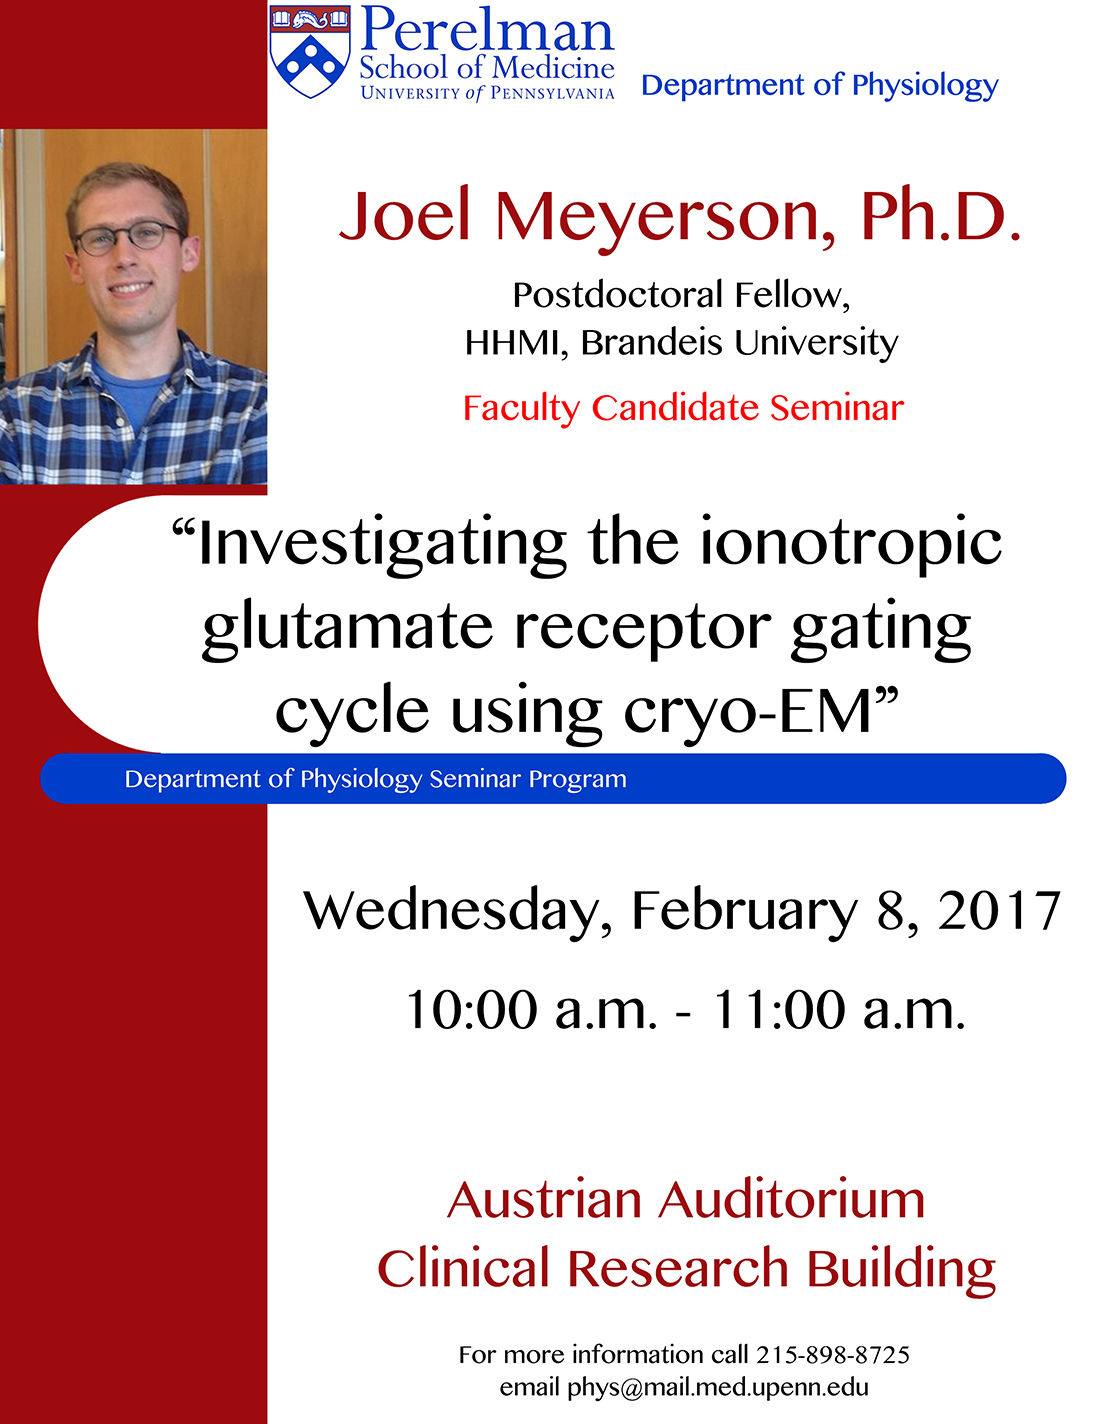 Perelman
School of Medicine
University of Pennsylvania
Department of Physiology
Joel Meyerson, Ph.D.
Postdoctoral Fellow,
HHMI, Brandeis University
Faculty Candidate Seminar
“Investigating the ionotropic
glutamate receptor gating
cycle using cryo-EM”
Department of Physiology Seminar Program
Wednesday, February 8, 2017
10:00 a.m. - 11:00 a.m.
Austrian Auditorium
Clinical Research Building
For more information call 215-898-8725
email phys@mail.med.upenn.edu